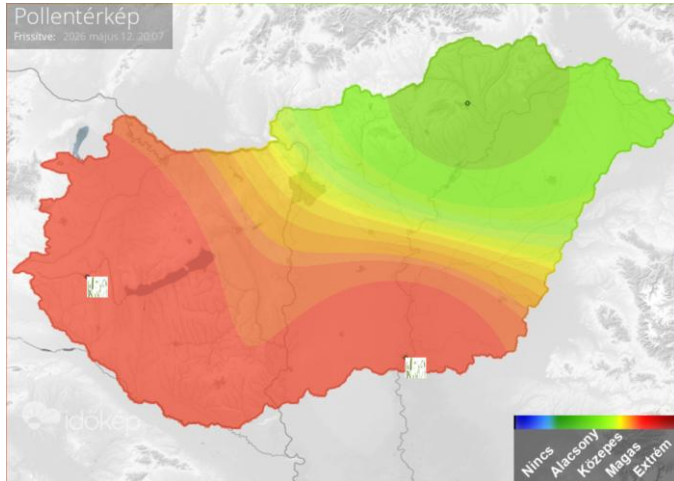 Pollentérkép
Frissítve: 2026 május 12. 20:07
időkép
Nincs
Alacsony
Közepes
Magas
Extrém